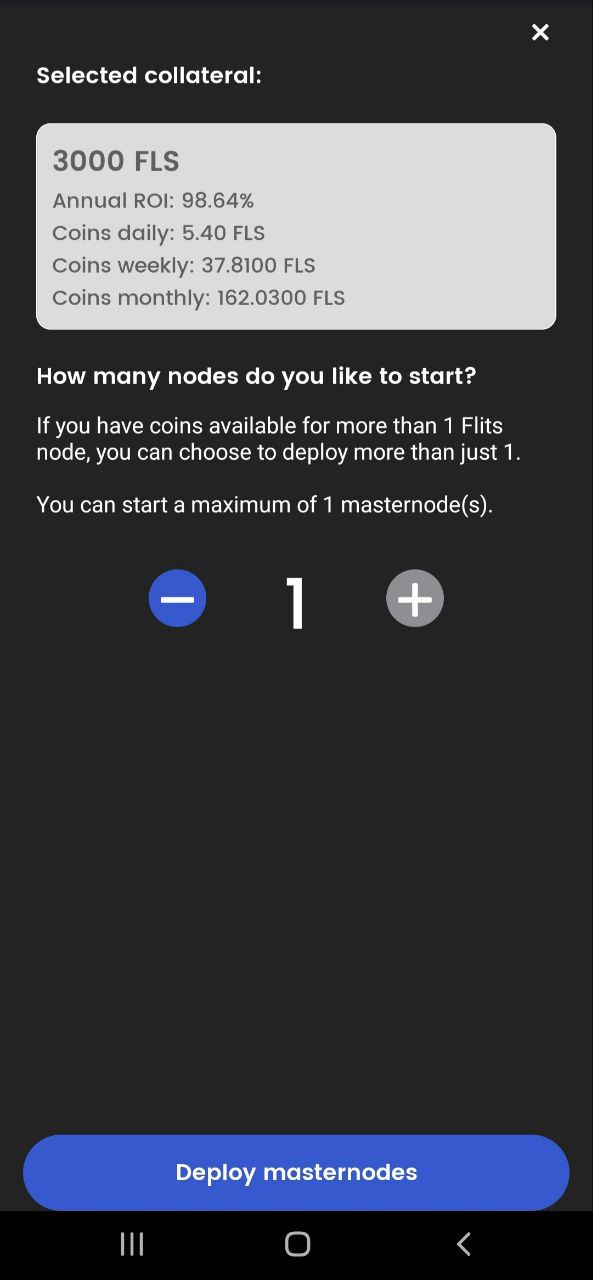 Selected collateral:
3000 FLS
Annual ROI: 98.64%
Coins daily: 5.40 FLS
Coins weekly: 37.8100 FLS
Coins monthly: 162.0300 FLS
How many nodes do you like to start?
If you have coins available for more than 1 Flits
node, you can choose to deploy more than just 1.
You can start a maximum of 1 masternode(s).
1
Deploy masternodes